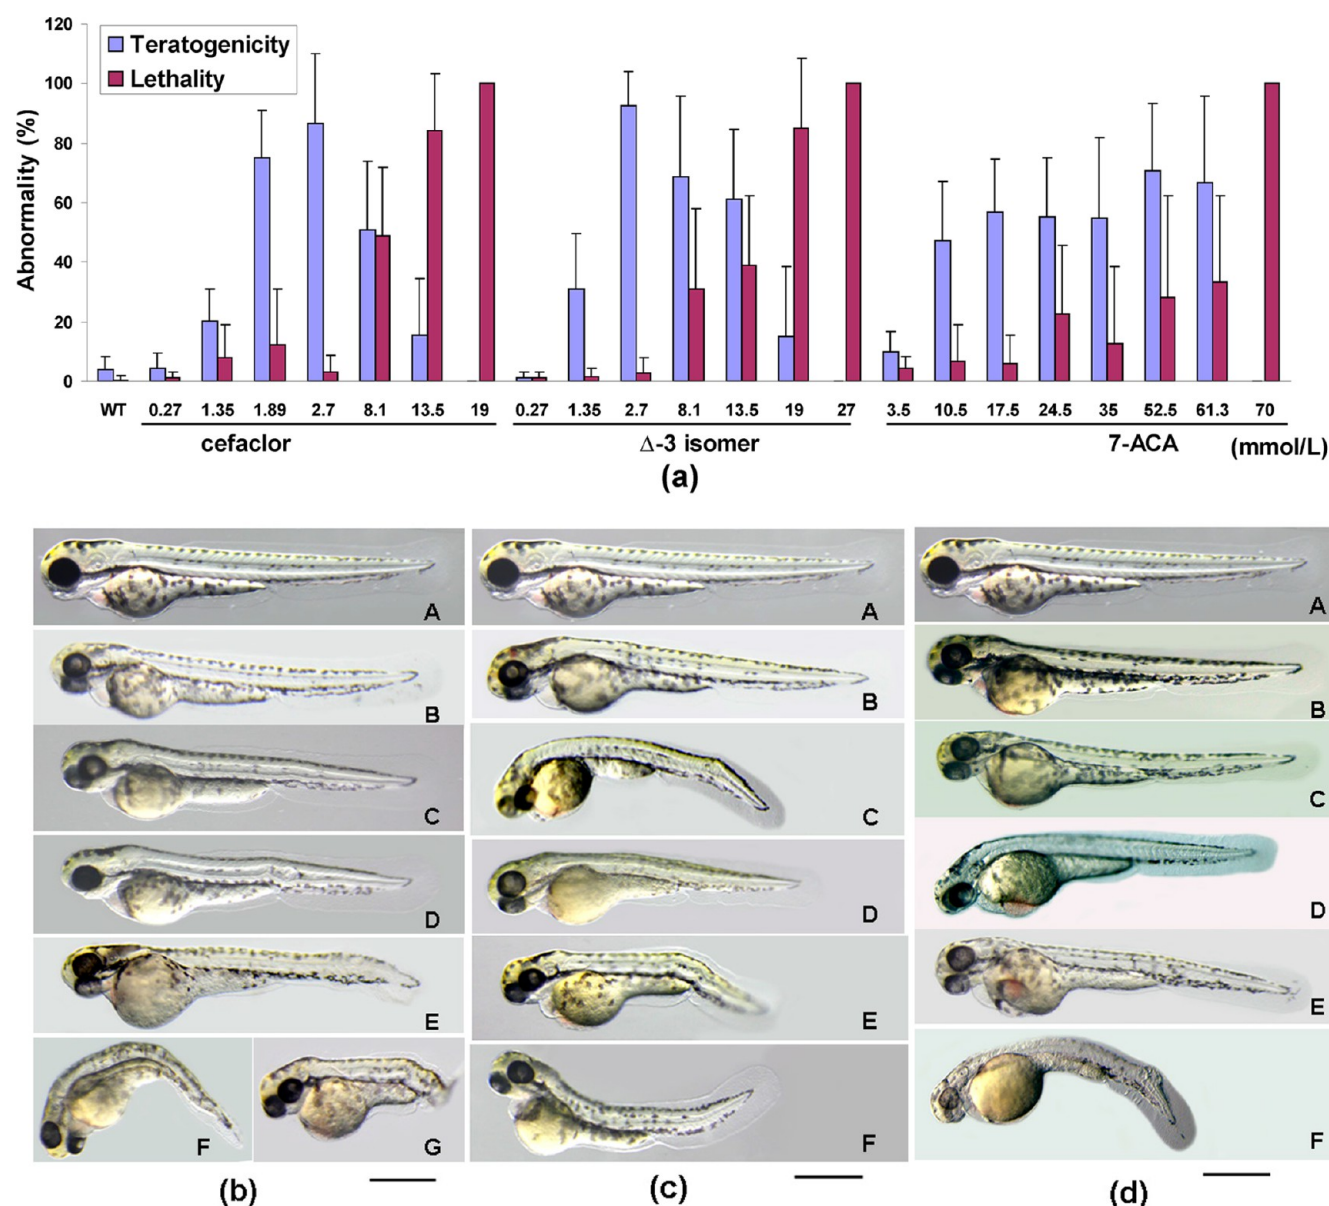 120
100
80
60
40
20
0
Abnormality (%)
Teratogenicity
Lethality
WT 0.27 1.35 1.89 2.7 8.1 13.5 19 0.27 1.35 2.7 8.1 13.5 19 27 3.5 10.5 17.5 24.5 35 52.5 61.3 70
cefaclor Δ-3 isomer 7-ACA (mmol/L)
(a)
A A A
B B B
C C C
D D D
E E E
F G F F
(b) (c) (d)